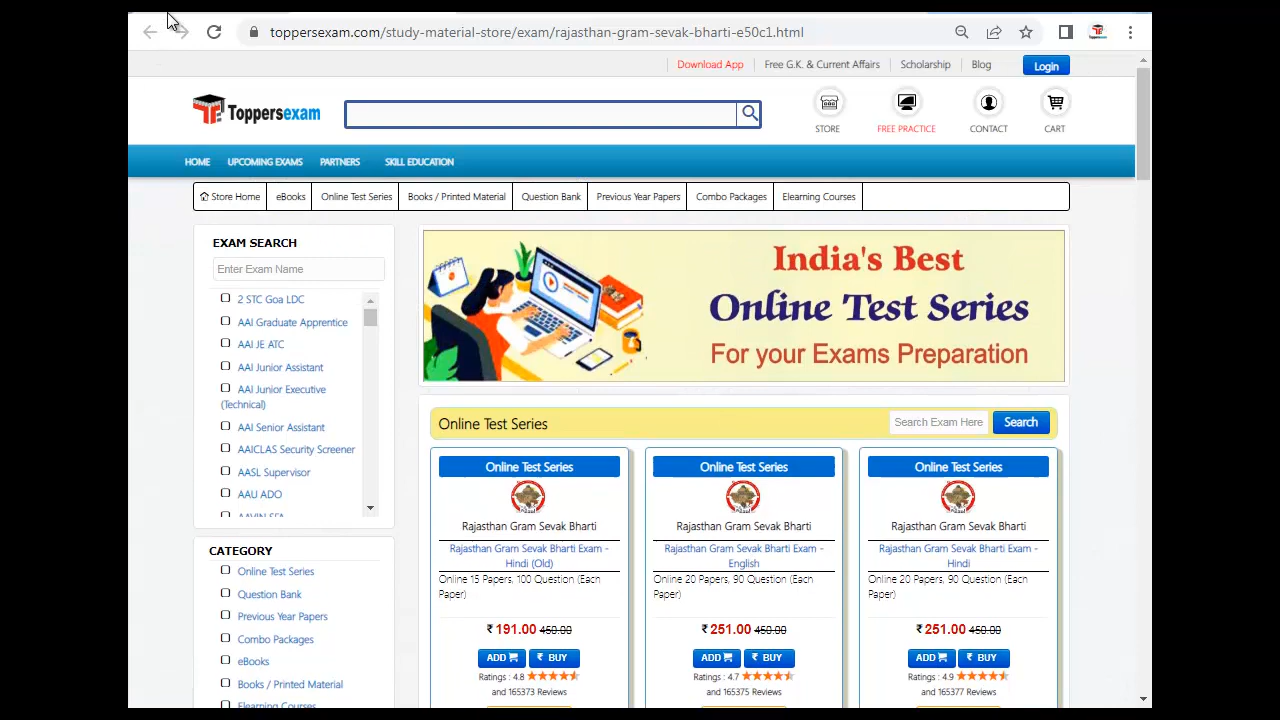 toppersexam.com/study-material-store/exam/rajasthan-gram-sevak-bharti-e50c1.html
Download App
Free G.K. & Current Affairs
Scholarship
Blog
Login
Toppersexam
STORE
FREE PRACTICE
CONTACT
CART
HOME
UPCOMING EXAMS
PARTNERS
SKILL EDUCATION
Store Home
eBooks
Online Test Series
Books / Printed Material
Question Bank
Previous Year Papers
Combo Packages
Elearning Courses
EXAM SEARCH
Enter Exam Name
2 STC Goa LDC
AAI Graduate Apprentice
AAI JE ATC
AAI Junior Assistant
AAI Junior Executive
(Technical)
AAI Senior Assistant
AAICLAS Security Screener
AASL Supervisor
AAU ADO
CATEGORY
Online Test Series
Question Bank
Previous Year Papers
Combo Packages
eBooks
Books / Printed Material
Elearning Courses
India's Best
Online Test Series
For your Exams Preparation
Online Test Series
Search Exam Here
Search
Online Test Series
Rajasthan Gram Sevak Bharti
Rajasthan Gram Sevak Bharti Exam -
Hindi (Old)
Online 15 Papers, 100 Question (Each
Paper)
₹ 191.00 450.00
ADD
₹ BUY
Ratings : 4.8
and 165373 Reviews
Online Test Series
Rajasthan Gram Sevak Bharti
Rajasthan Gram Sevak Bharti Exam -
English
Online 20 Papers, 90 Question (Each
Paper)
₹ 251.00 450.00
ADD
₹ BUY
Ratings : 4.7
and 165375 Reviews
Online Test Series
Rajasthan Gram Sevak Bharti
Rajasthan Gram Sevak Bharti Exam -
Hindi
Online 20 Papers, 90 Question (Each
Paper)
₹ 251.00 450.00
ADD
₹ BUY
Ratings : 4.9
and 165377 Reviews